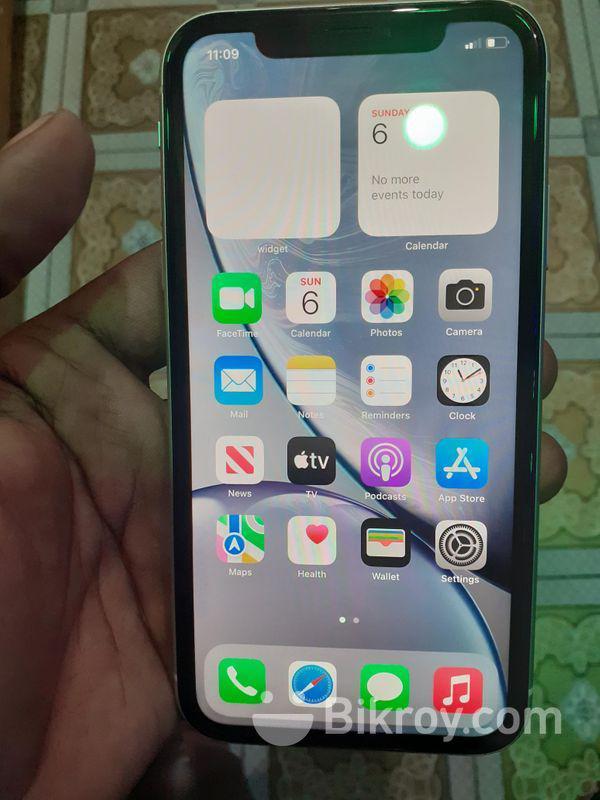 11:09
SUNDAY
6
No more
events today
widget
Calendar
SUN
6
FaceTime
Calendar
Photos
Camera
Mail
Notes
Reminders
Clock
tv
News
TV
Podcasts
App Store
Maps
Health
Wallet
Settings
Bikroy.com